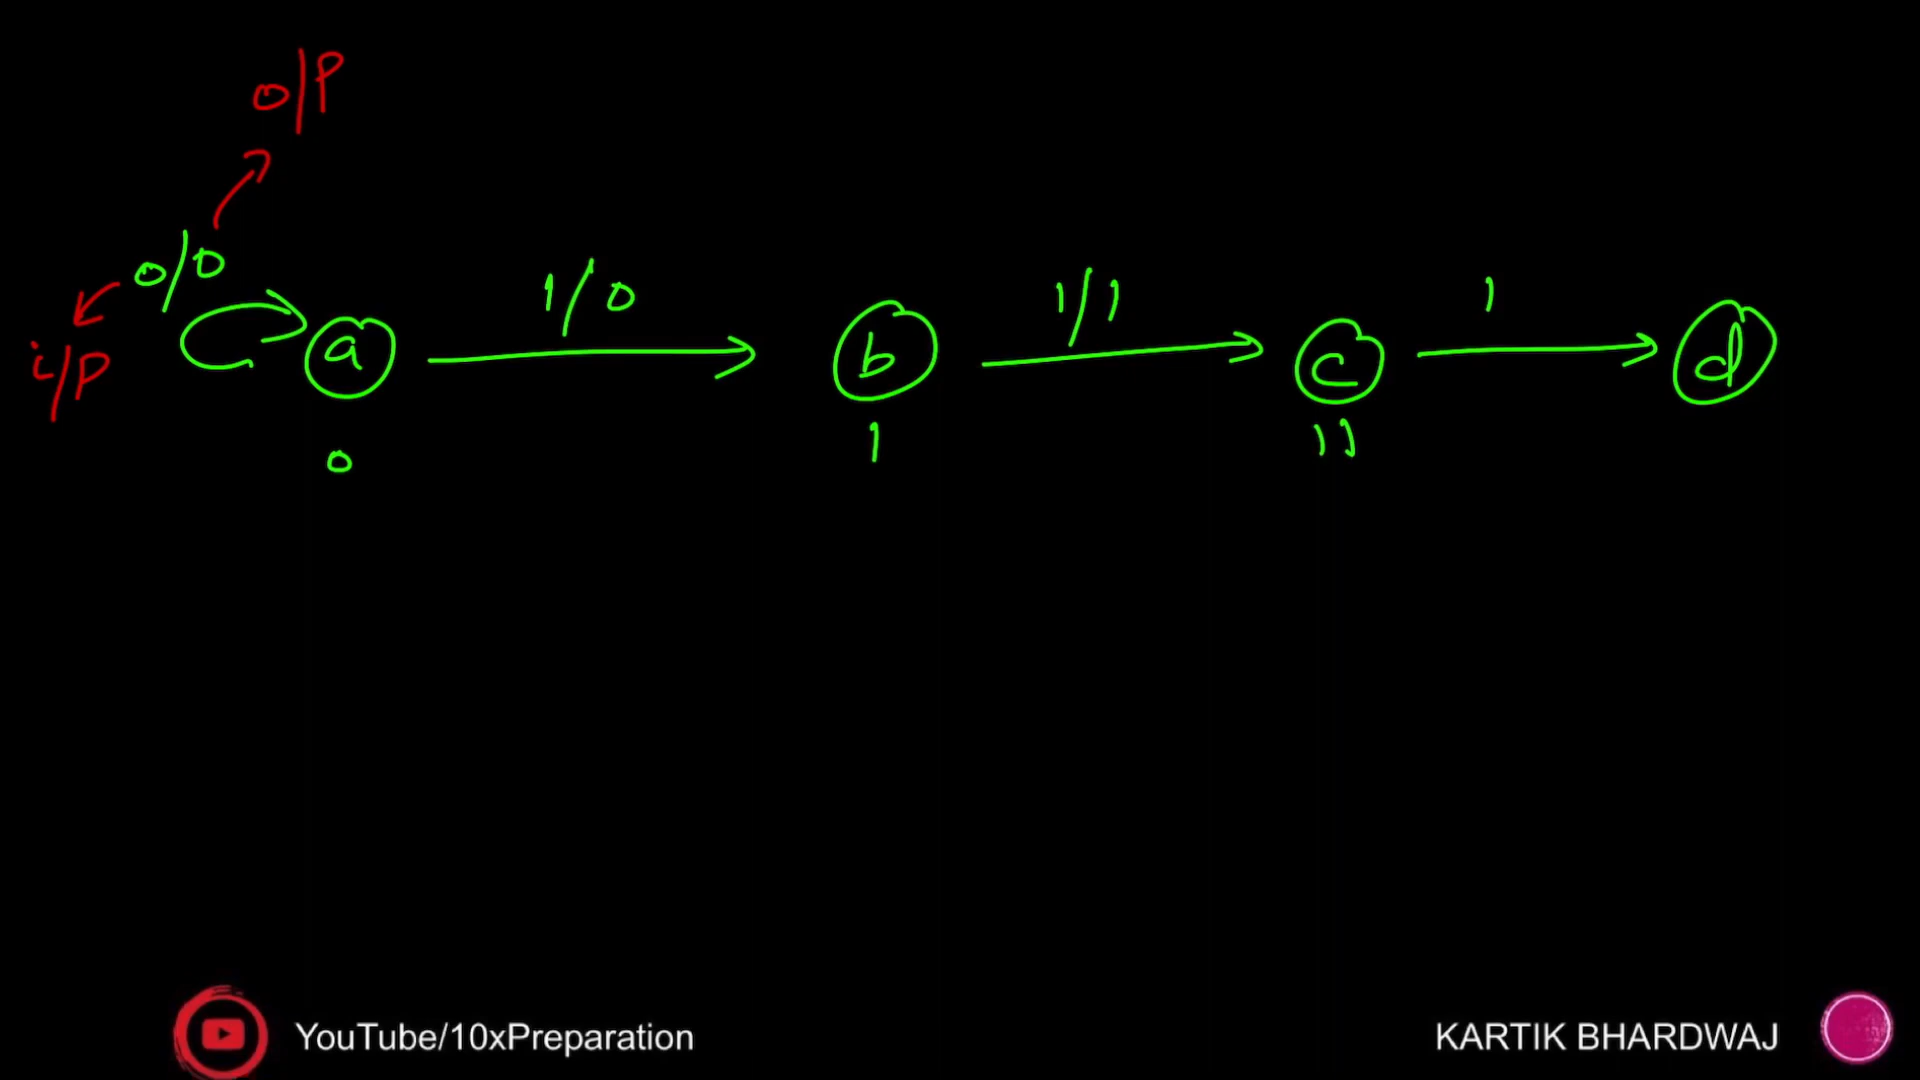 o/p
0/0
i/p
1/0
1/1
1
a
b
c
d
0
1
11
YouTube/10xPreparation
KARTIK BHARDWAJ